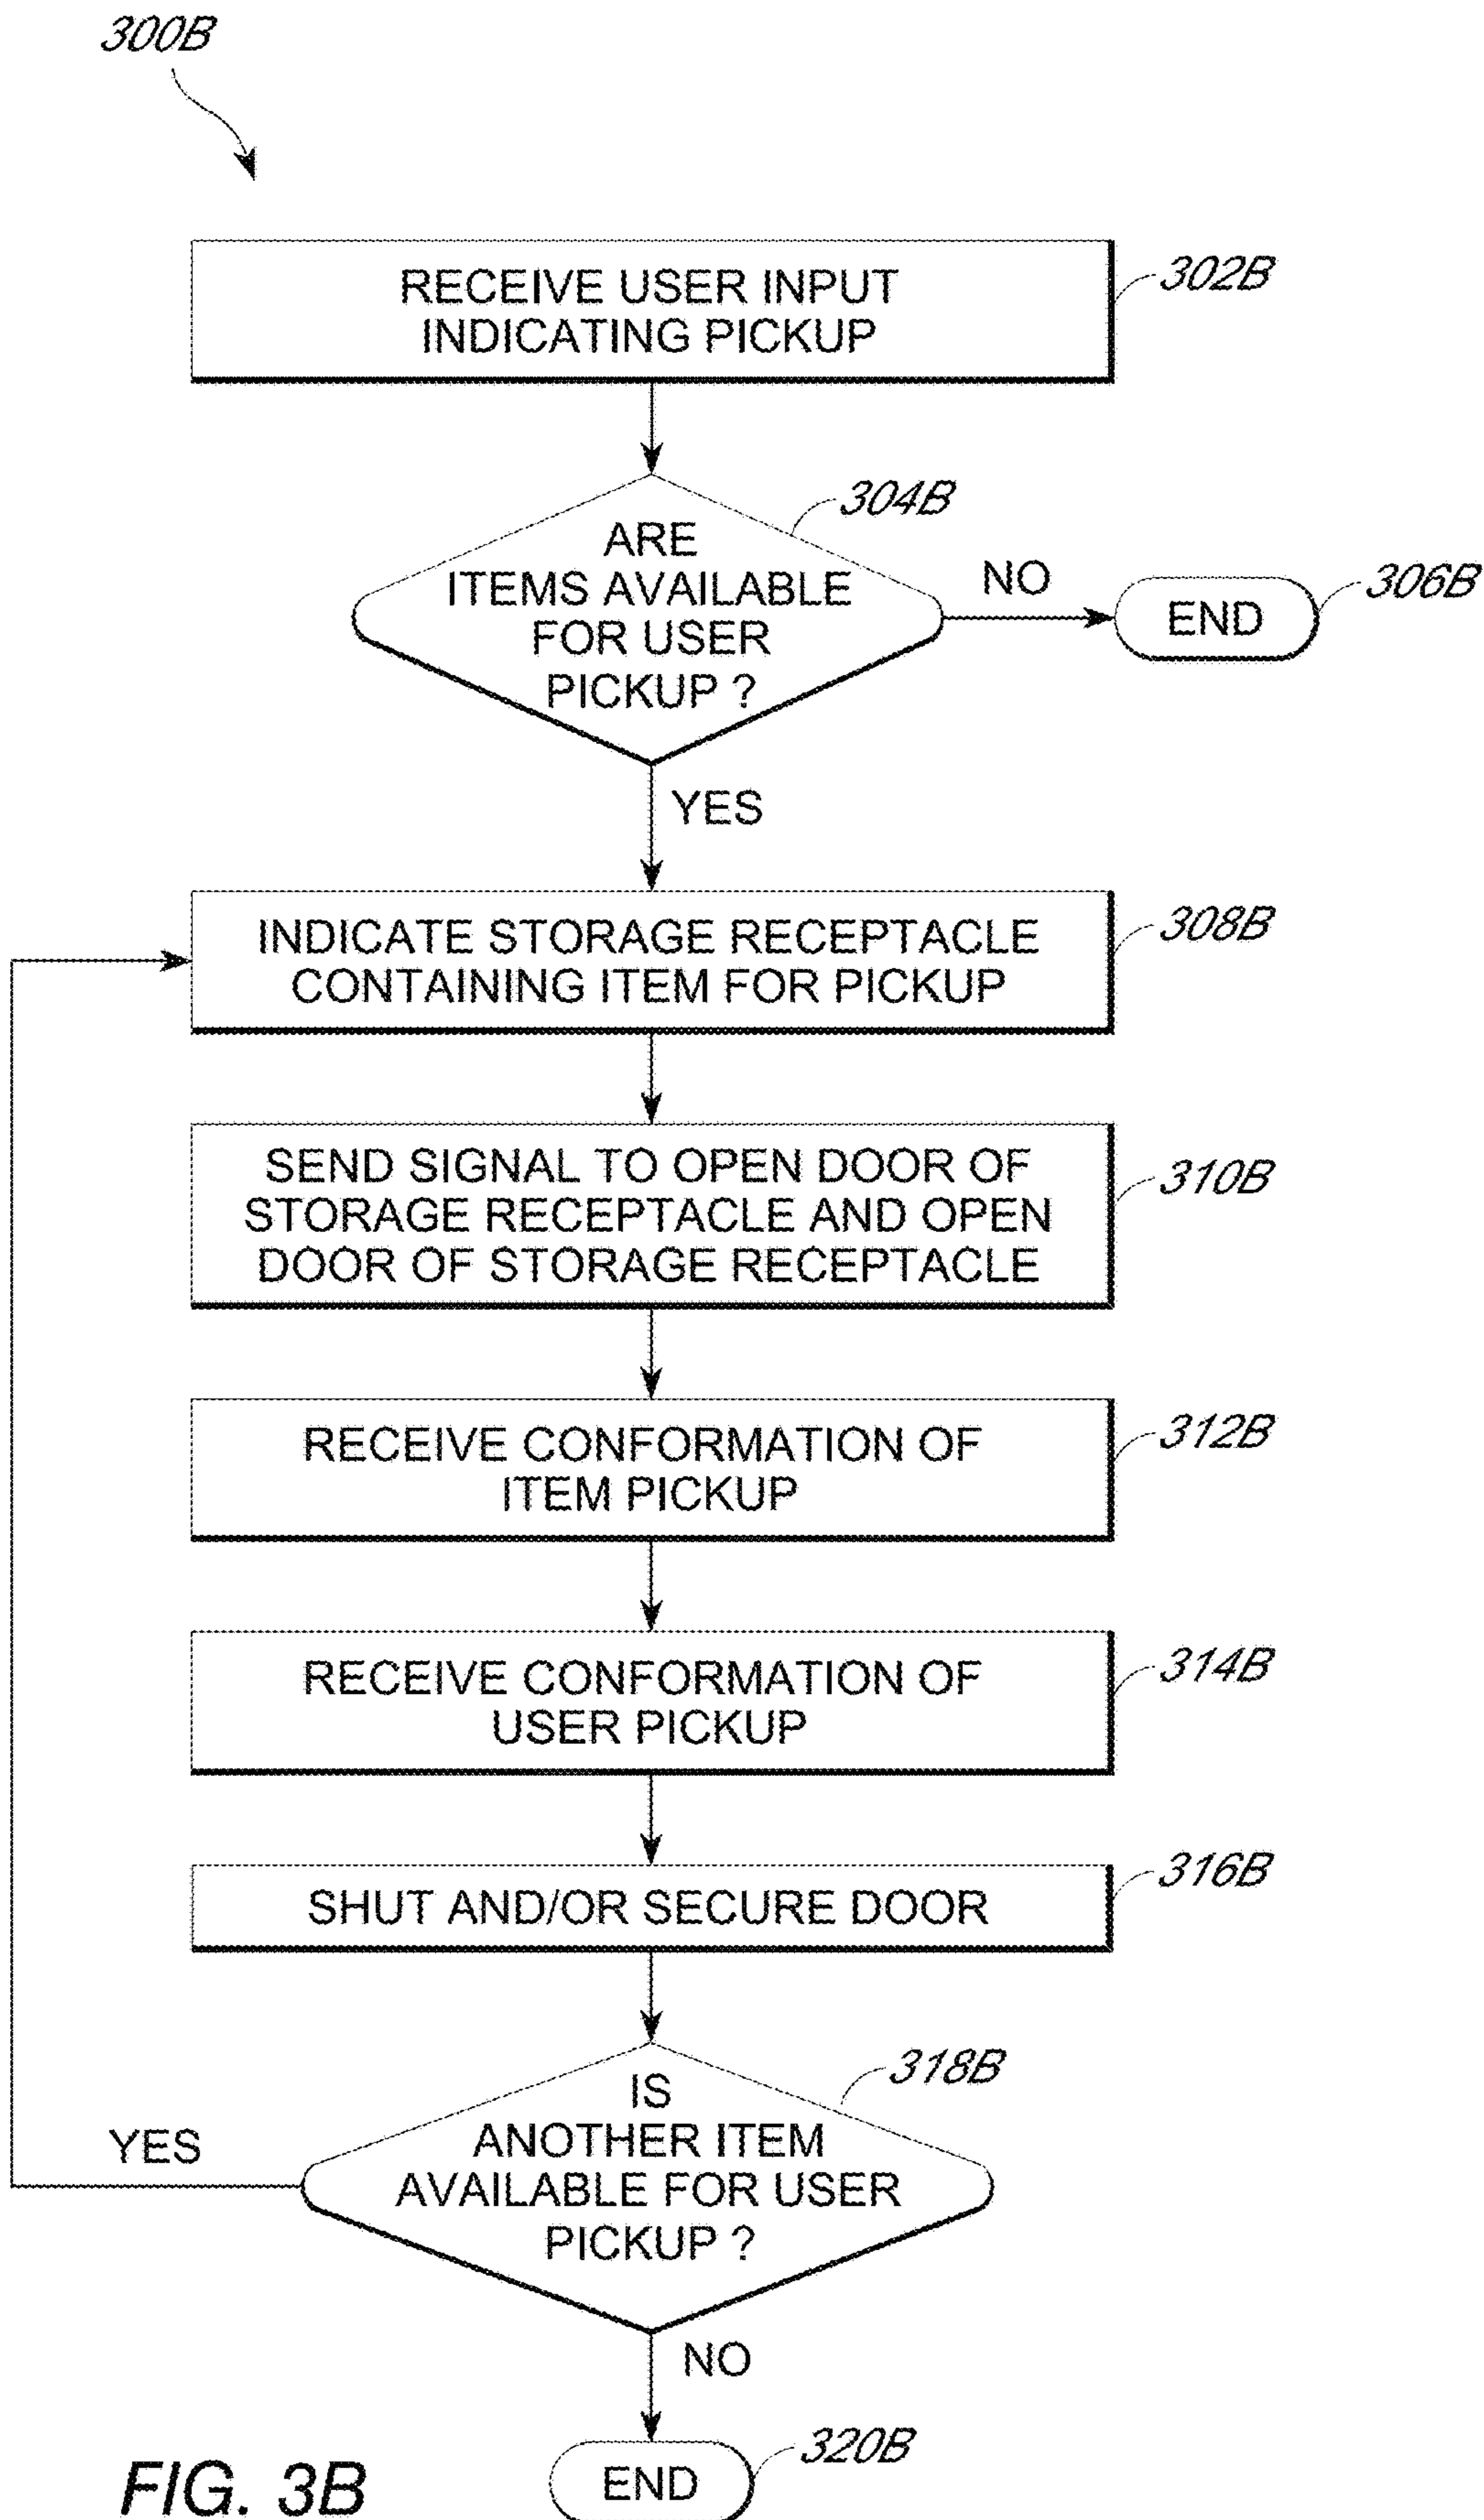 300B
RECEIVE USER INPUT
INDICATING PICKUP
302B
304B
ARE
ITEMS AVAILABLE
FOR USER
PICKUP ?
NO
END
306B
YES
INDICATE STORAGE RECEPTACLE
CONTAINING ITEM FOR PICKUP
308B
SEND SIGNAL TO OPEN DOOR OF
STORAGE RECEPTACLE AND OPEN
DOOR OF STORAGE RECEPTACLE
310B
RECEIVE CONFORMATION OF
ITEM PICKUP
312B
RECEIVE CONFORMATION OF
USER PICKUP
314B
SHUT AND/OR SECURE DOOR
316B
318B
IS
ANOTHER ITEM
AVAILABLE FOR USER
PICKUP ?
YES
NO
END
320B
FIG. 3B